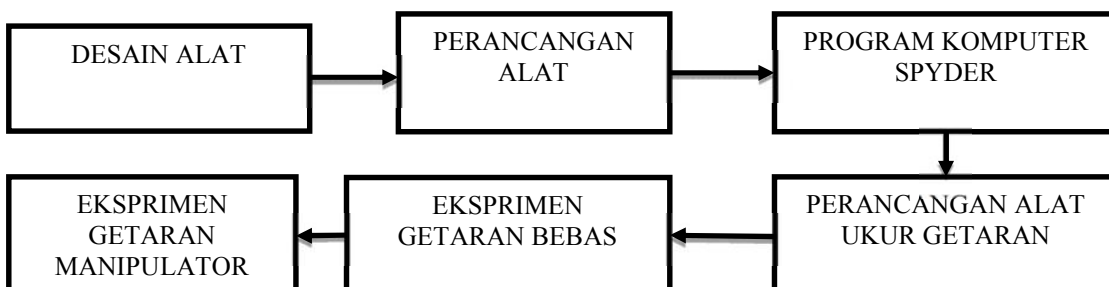 DESAIN ALAT
PERANCANGAN
ALAT
PROGRAM KOMPUTER
SPYDER
PERANCANGAN ALAT
UKUR GETARAN
EKSPRIMEN
GETARAN BEBAS
EKSPRIMEN
GETARAN
MANIPULATOR